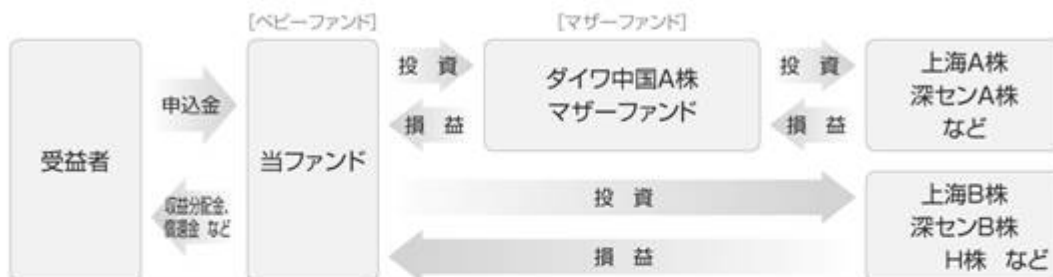 [ベビーファンド]
[マザーファンド]
受益者
申込金
収益分配金、
償還金 など
当ファンド
投 資
損 益
ダイワ中国A株
マザーファンド
投 資
損 益
上海A株
深センA株
など
投 資
損 益
上海B株
深センB株
H株 など